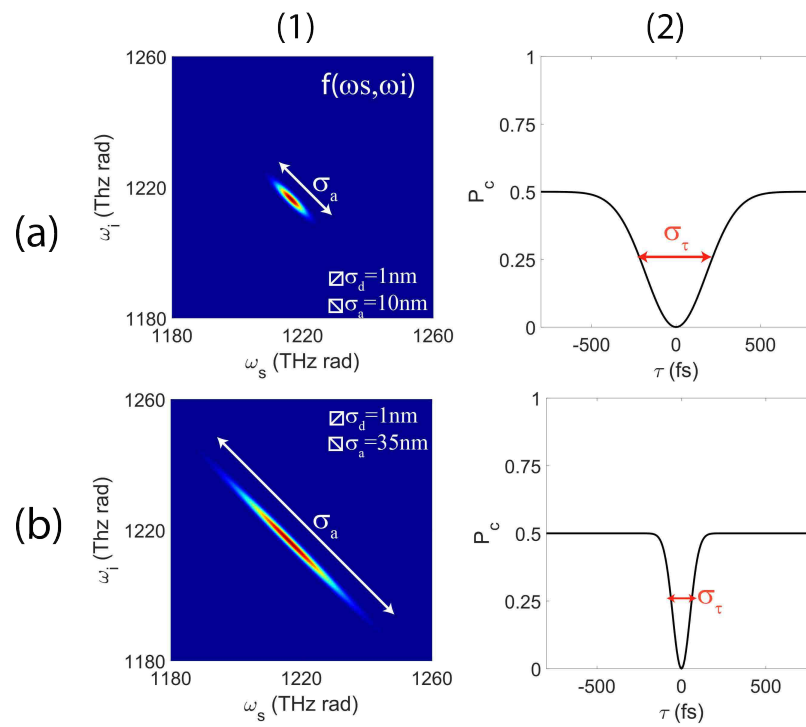 (1)
(2)
(a)
1260
1220
1180
ωi (Thz rad)
f(ωs,ωi)
σa
σd=1nm
σa=10nm
1180
1220
1260
ωs (THz rad)
1
0.75
0.5
0.25
0
Pc
στ
-500
0
500
τ (fs)
(b)
1260
1220
1180
ωi (Thz rad)
σd=1nm
σa=35nm
σa
1180
1220
1260
ωs (THz rad)
1
0.75
0.5
0.25
0
Pc
στ
-500
0
500
τ (fs)